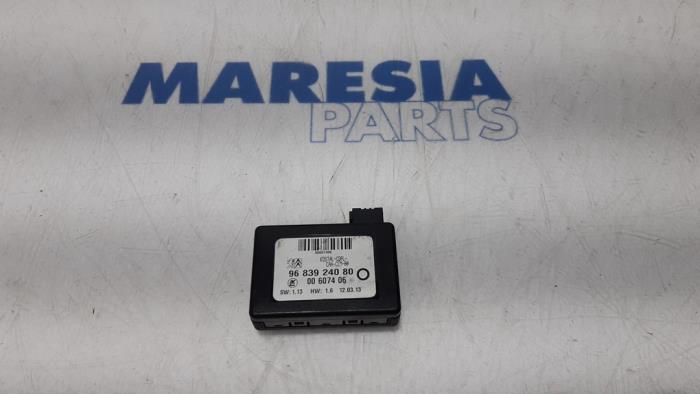 MARESIA
PARTS
96 839 240 80
00 6074 06
SW: 1.13 HW: 1.6 12.03.13